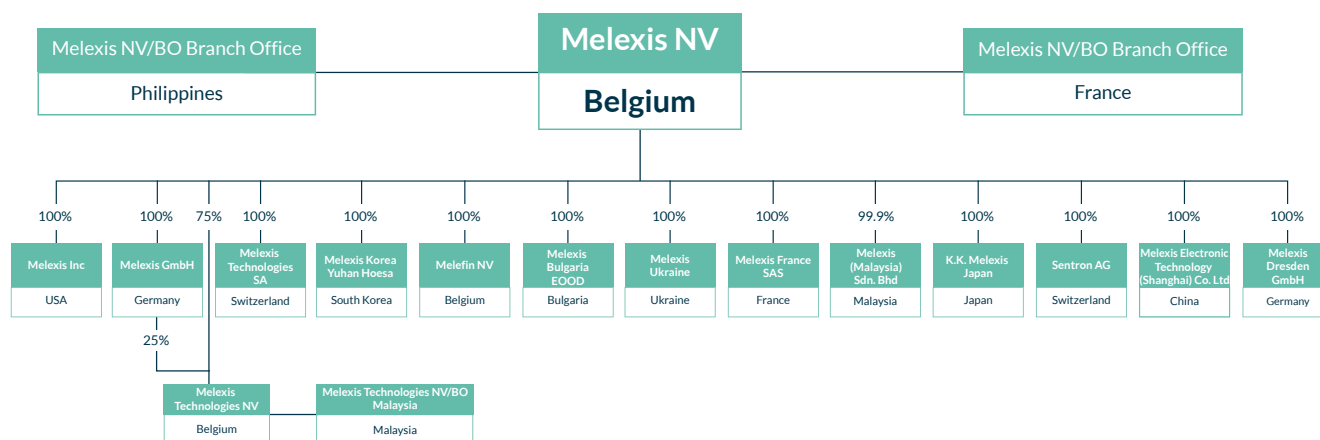 Melexis NV/BO Branch Office
Philippines
Melexis NV
Belgium
Melexis NV/BO Branch Office
France
100%
100%
75%
100%
100%
100%
100%
100%
100%
99.9%
100%
100%
100%
100%
Melexis Inc
USA
Melexis GmbH
Germany
Melexis
Technologies
SA
Switzerland
Melexis Korea
Yuhan Hoesa
South Korea
Melefin NV
Belgium
Melexis
Bulgaria
EOOD
Bulgaria
Melexis
Ukraine
Ukraine
Melexis France
SAS
France
Melexis
(Malaysia)
Sdn. Bhd
Malaysia
K.K. Melexis
Japan
Japan
Sentron AG
Switzerland
Melexis Electronic
Technology
(Shanghai) Co. Ltd
China
Melexis
Dresden
GmbH
Germany
25%
Melexis
Technologies NV
Belgium
Melexis Technologies NV/BO
Malaysia
Malaysia